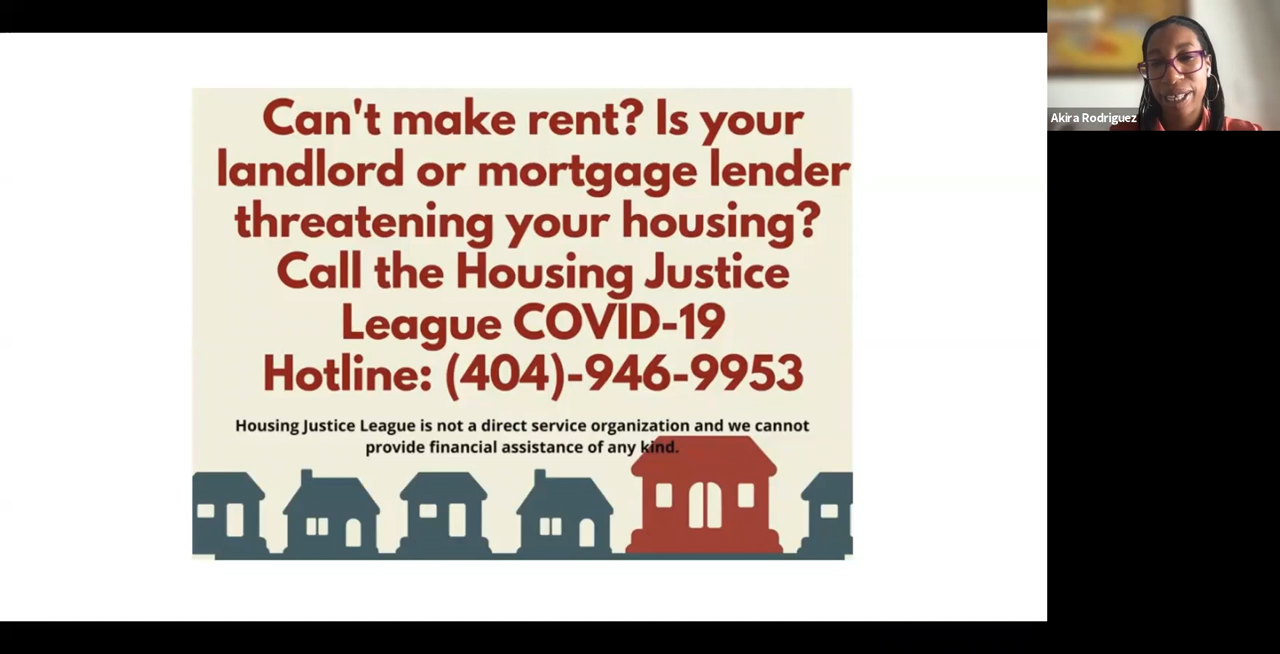 Can't make rent? Is your
landlord or mortgage lender
threatening your housing?
Call the Housing Justice
League COVID-19
Hotline: (404)-946-9953
Housing Justice League is not a direct service organization and we cannot
provide financial assistance of any kind.
Akira Rodriguez